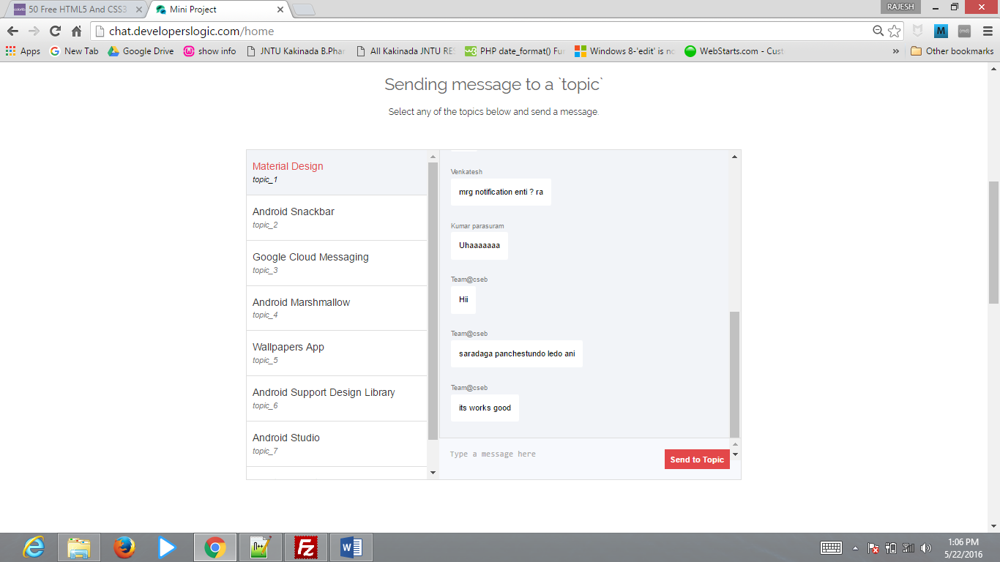 50 Free HTML5 And CSS3
Mini Project
RAJESH
chat.developerslogic.com/home
Apps
New Tab
Google Drive
show info
JNTU Kakinada B.Phar
All Kakinada JNTU RES
PHP date_format() Fun
Windows 8-'edit' is no
WebStarts.com - Cust
»
Other bookmarks
Sending message to a `topic`
Select any of the topics below and send a message.
Material Design
topic_1
Android Snackbar
topic_2
Google Cloud Messaging
topic_3
Android Marshmallow
topic_4
Wallpapers App
topic_5
Android Support Design Library
topic_6
Android Studio
topic_7
Venkatesh
mrg notification enti ? ra
Kumar parasuram
Uhaaaaaaa
Team@cseb
Hii
Team@cseb
saradaga panchestundo ledo ani
Team@cseb
its works good
Type a message here
Send to Topic
1:06 PM
5/22/2016